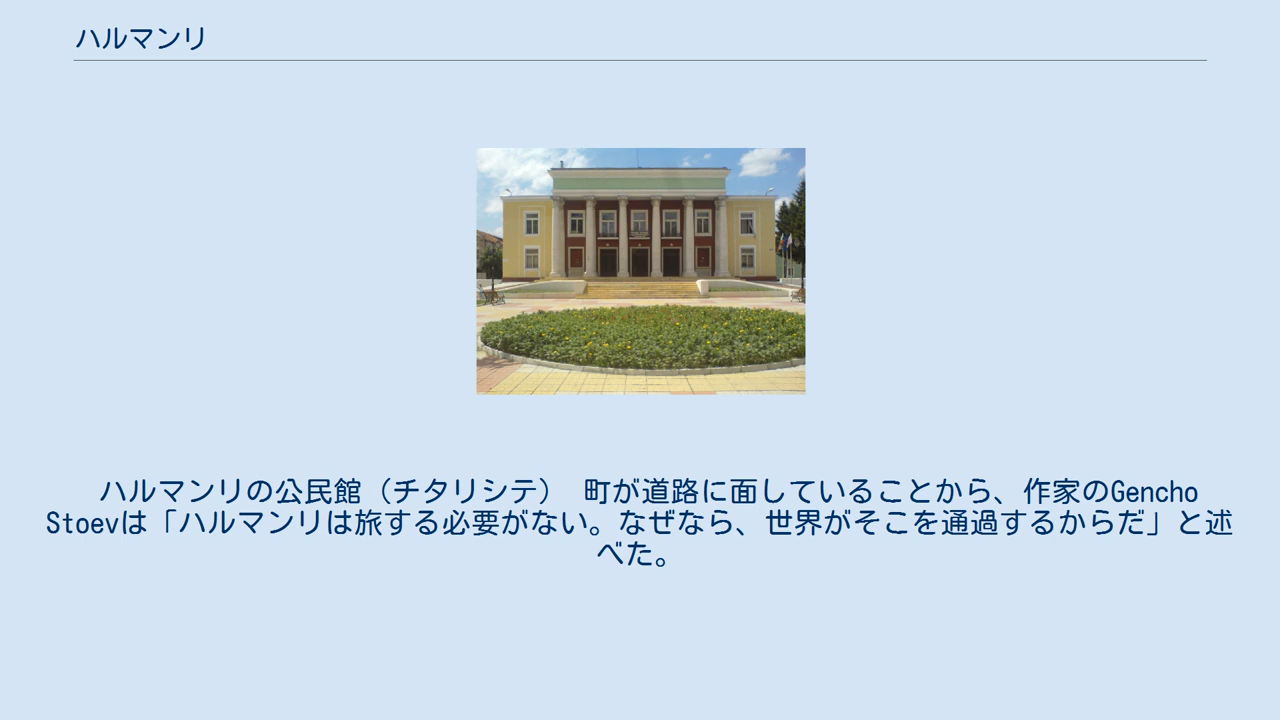 ハルマンリ
ハルマンリの公民館（チタリシテ） 町が道路に面していることから、作家のGencho
Stoevは「ハルマンリは旅する必要がない。なぜなら、世界がそこを通過するからだ」と述
べた。